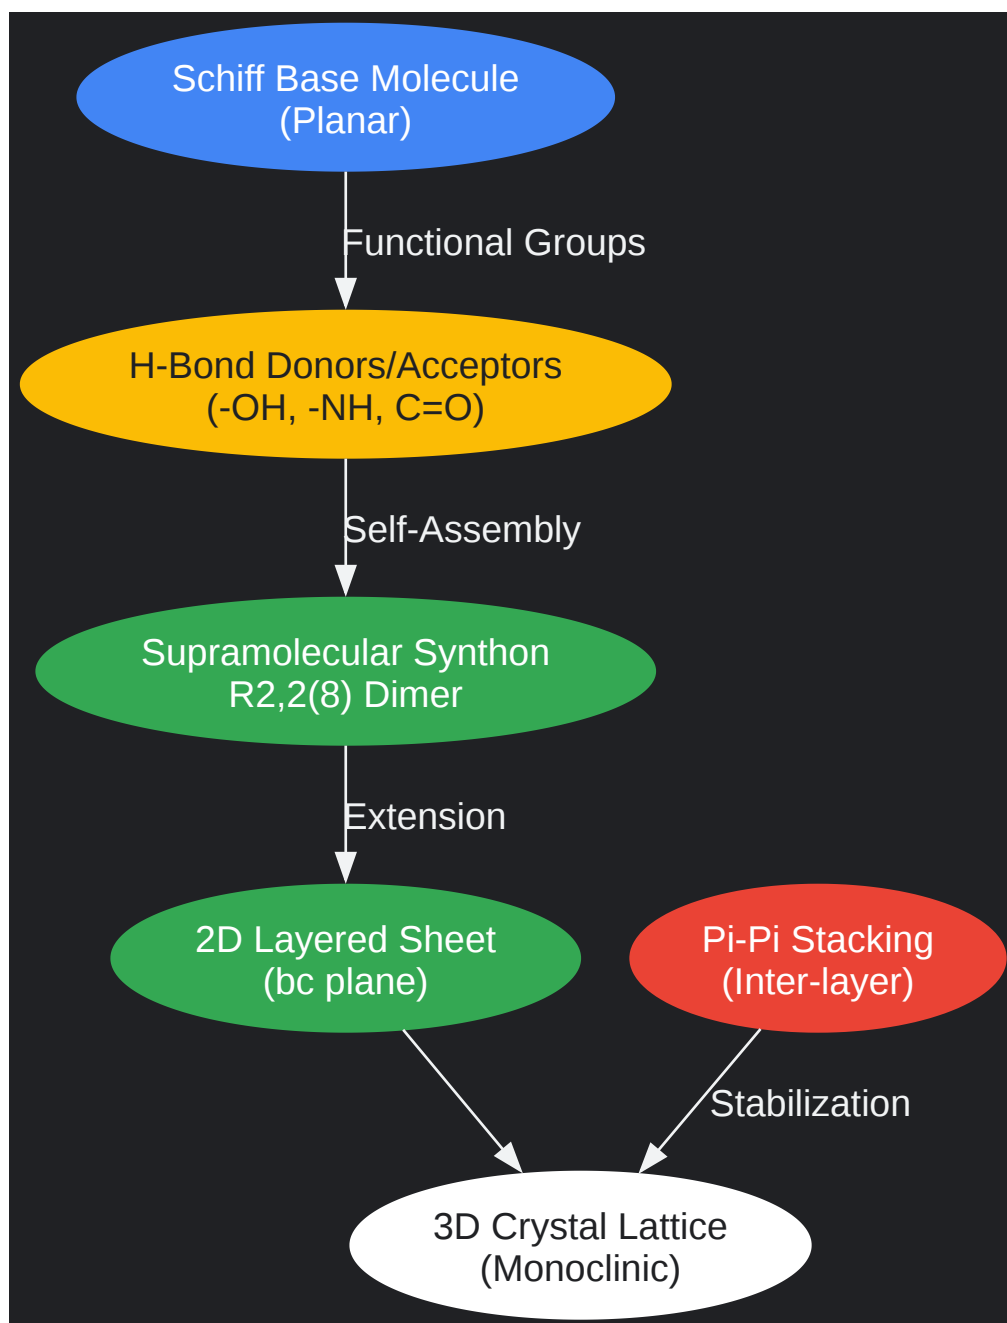 Schiff Base Molecule
(Planar)
Functional Groups
H-Bond Donors/Acceptors
(-OH, -NH, C=O)
Self-Assembly
Supramolecular Synthon
R2,2(8) Dimer
Extension
2D Layered Sheet
(bc plane)
Pi-Pi Stacking
(Inter-layer)
Stabilization
3D Crystal Lattice
(Monoclinic)